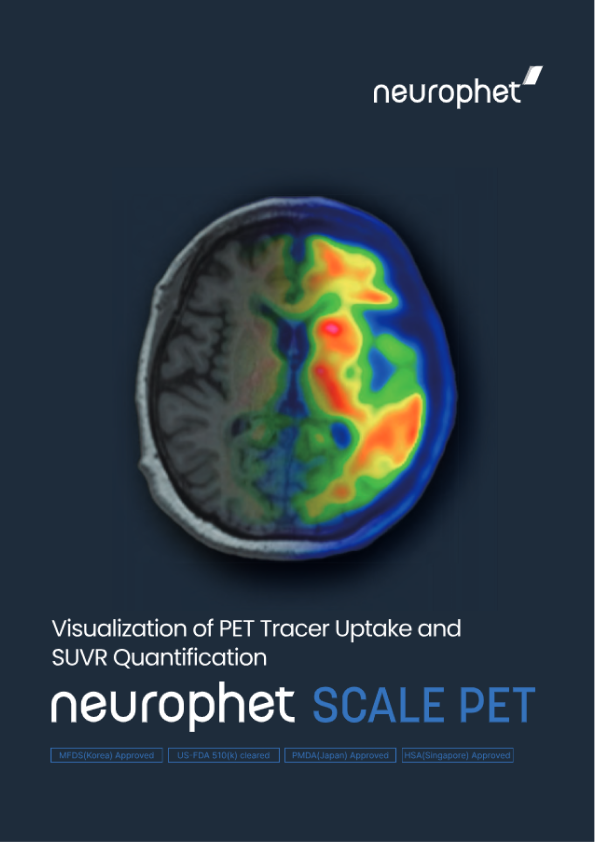 neurophet
Visualization of PET Tracer Uptake and
SUVR Quantification
neurophet SCALE PET
MFDS(Korea) Approved US-FDA 510(k) cleared PMDA(Japan) Approved HSA(Singapore) Approved